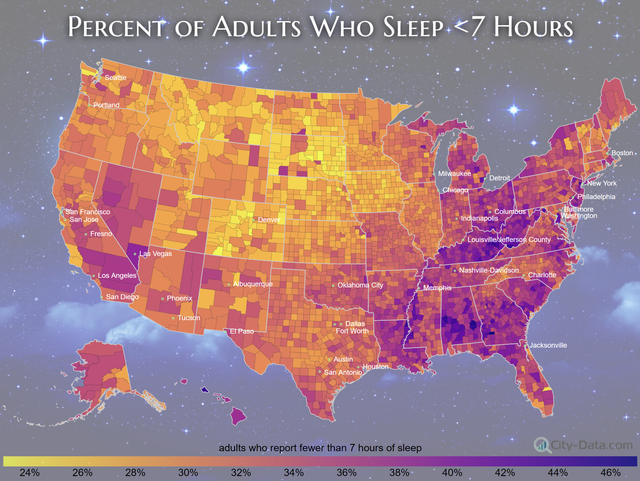 Percent of Adults Who Sleep <7 Hours
Seattle
Portland
Boston
Milwaukee
Detroit
New York
Chicago
Philadelphia
Columbus
Baltimore
San Francisco
Indianapolis
Washington
San Jose
Denver
Fresno
Louisville/Jefferson County
Las Vegas
Nashville-Davidson
Los Angeles
Charlotte
Albuquerque
Oklahoma City
Memphis
San Diego
Phoenix
Tucson
Dallas
El Paso
Fort Worth
Jacksonville
Austin
Houston
San Antonio
City-Data.com
adults who report fewer than 7 hours of sleep
24% 26% 28% 30% 32% 34% 36% 38% 40% 42% 44% 46%